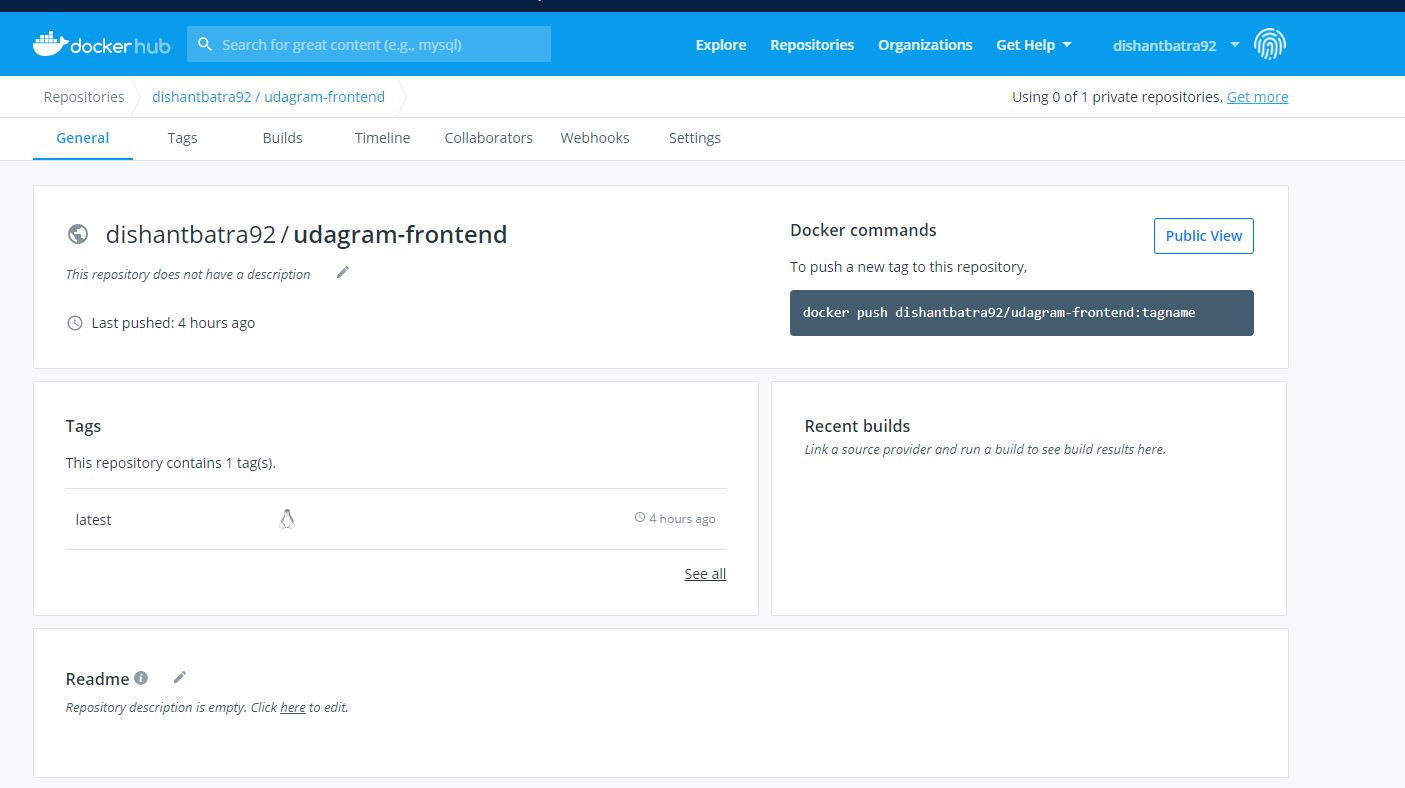 docker hub
Search for great content (e.g., mysql)
Explore
Repositories
Organizations
Get Help
dishantbatra92
Repositories
dishantbatra92 / udagram-frontend
Using 0 of 1 private repositories. Get more
General
Tags
Builds
Timeline
Collaborators
Webhooks
Settings
dishantbatra92 / udagram-frontend
This repository does not have a description
Last pushed: 4 hours ago
Docker commands
Public View
To push a new tag to this repository,
docker push dishantbatra92/udagram-frontend:tagname
Tags
This repository contains 1 tag(s).
latest
4 hours ago
See all
Recent builds
Link a source provider and run a build to see build results here.
Readme
Repository description is empty. Click here to edit.